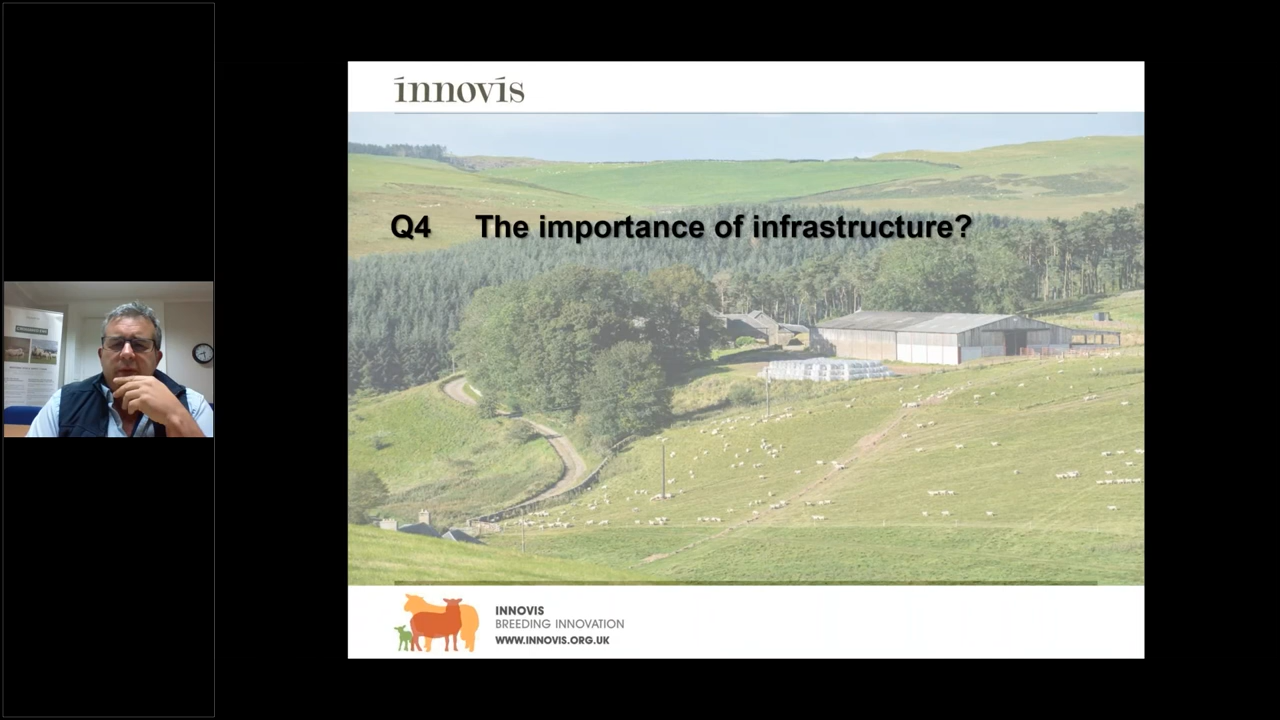 innovis
Q4 The importance of infrastructure?
INNOVIS
BREEDING INNOVATION
WWW.INNOVIS.ORG.UK